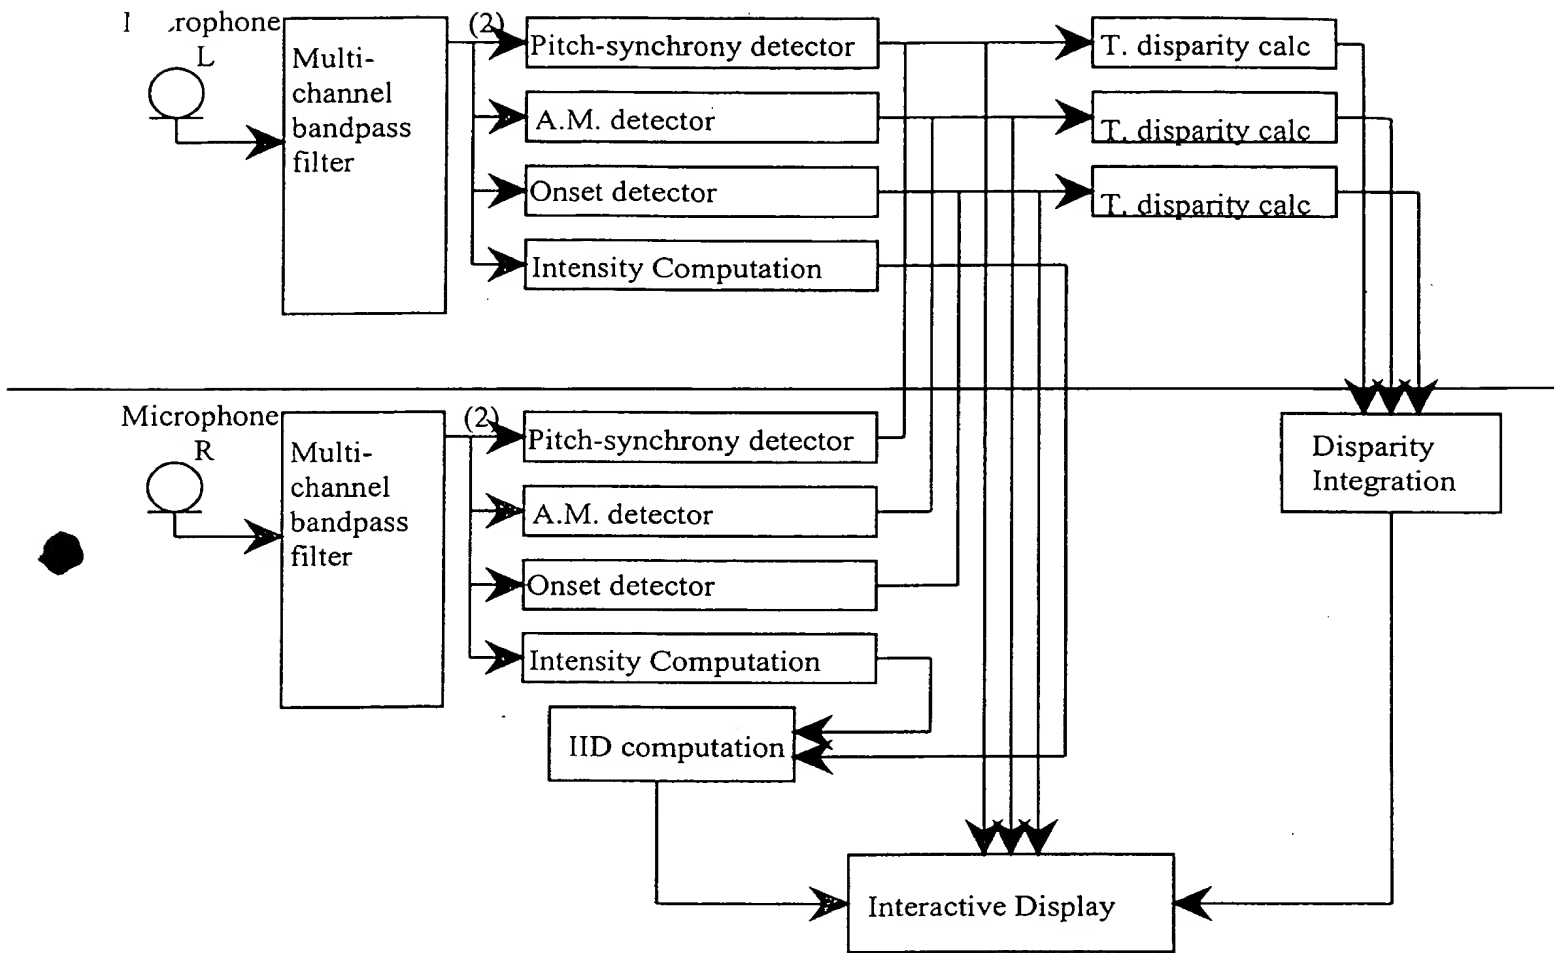 L
Multi-
channel
bandpass
filter
(2)
Pitch-synchrony detector
A.M. detector
Onset detector
Intensity Computation
T. disparity calc
T. disparity calc
T. disparity calc
Microphone
R
Multi-
channel
bandpass
filter
(2)
Pitch-synchrony detector
A.M. detector
Onset detector
Intensity Computation
IID computation
Disparity
Integration
Interactive Display